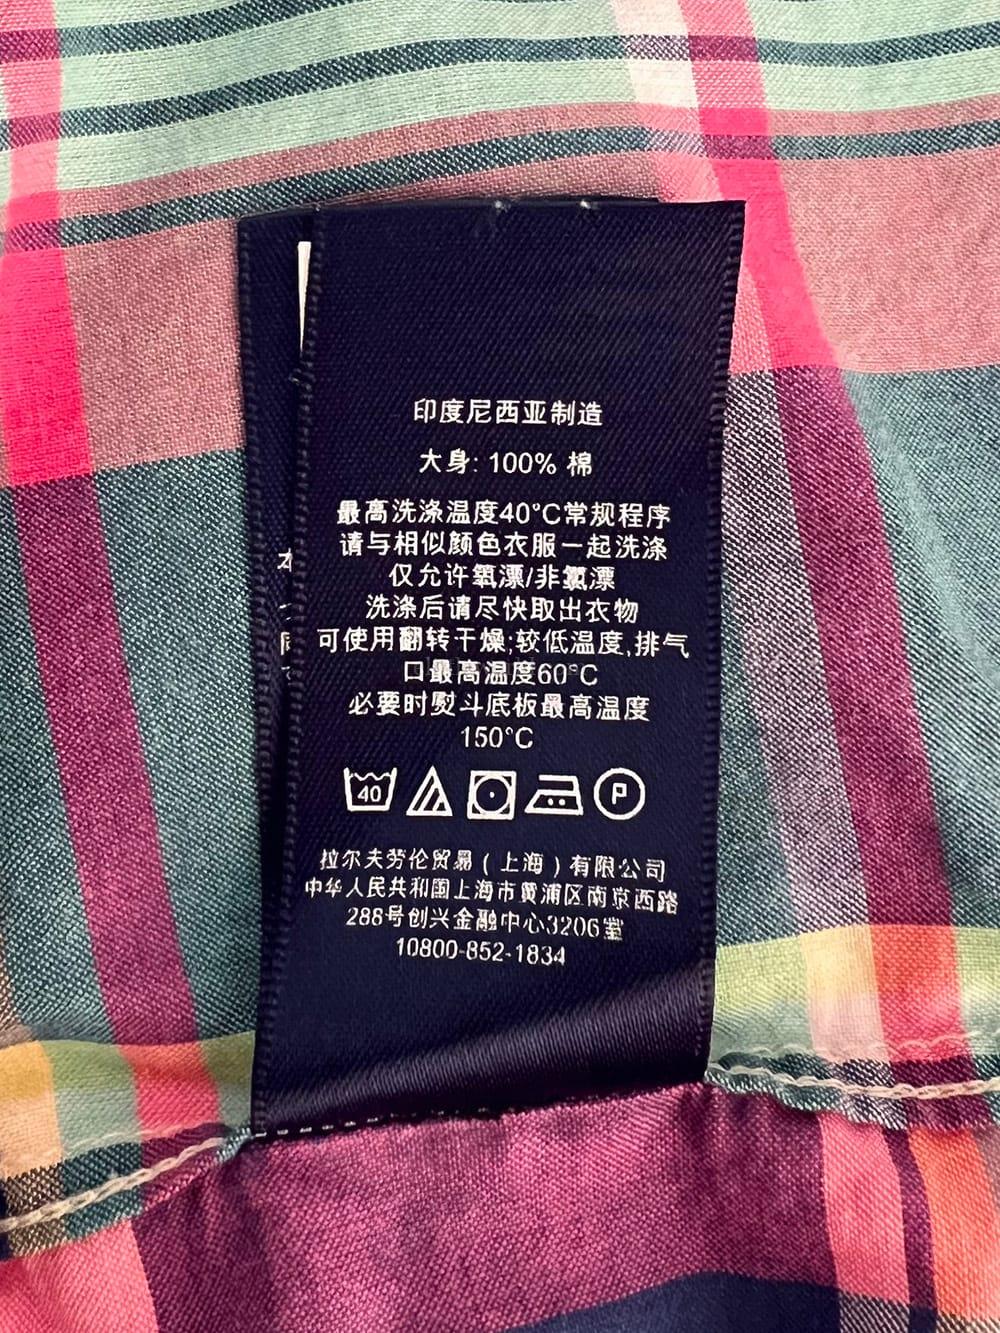 印度尼西亚制造
大身: 100% 棉
最高洗涤温度40°C常规程序
请与相似颜色衣服一起洗涤
仅允许氧漂/非氯漂
洗涤后请尽快取出衣物
可使用翻转干燥;较低温度,排气
口最高温度60°C
必要时熨斗底板最高温度
150°C
40
P
拉尔夫劳伦贸易(上海)有限公司
中华人民共和国上海市黄浦区南京西路
288号创兴金融中心3206室
10800-852-1834
本
同